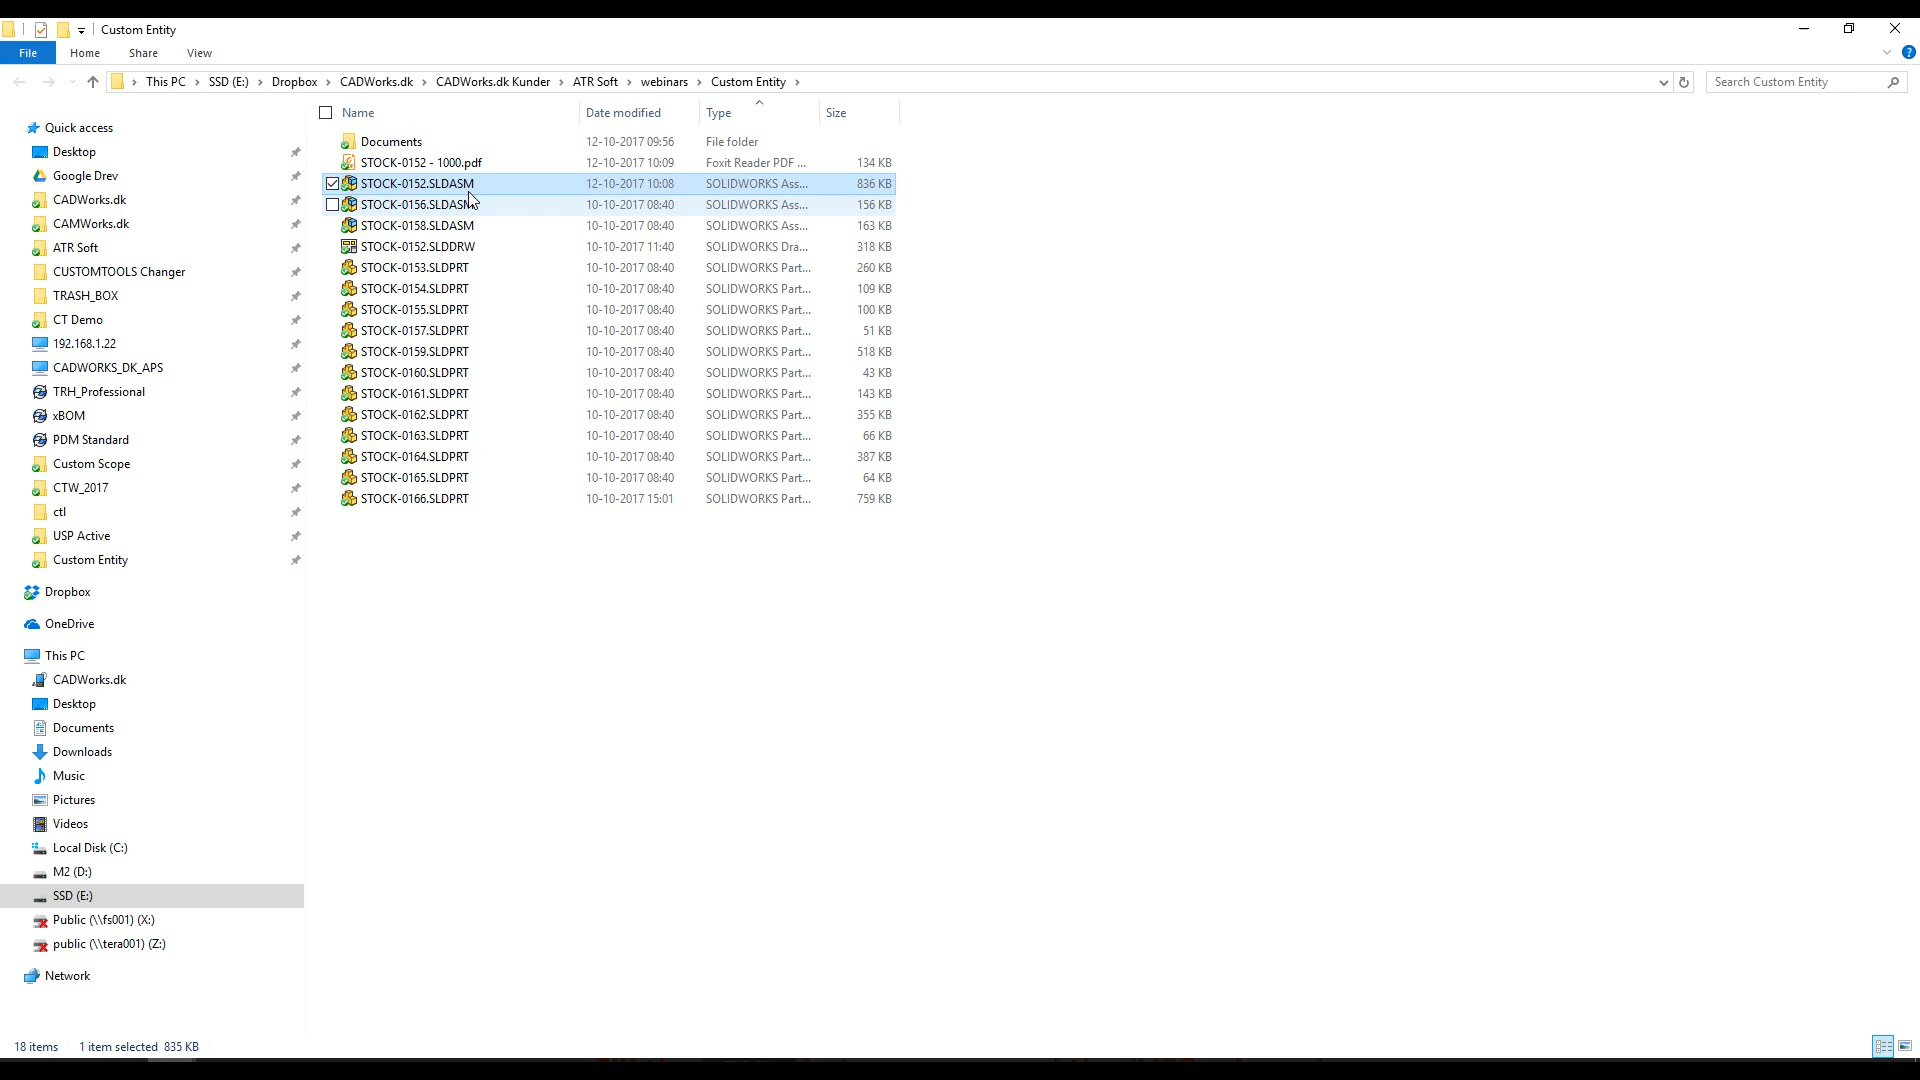 Custom Entity
File Home Share View
This PC SSD (E:) Dropbox CADWorks.dk CADWorks.dk Kunder ATR Soft webinars Custom Entity Search Custom Entity
Name Date modified Type Size
Quick access
Desktop
Google Drev
CADWorks.dk
CAMWorks.dk
ATR Soft
CUSTOMTOOLS Changer
TRASH_BOX
CT Demo
192.168.1.22
CADWORKS_DK_APS
TRH_Professional
xBOM
PDM Standard
Custom Scope
CTW_2017
ctl
USP Active
Custom Entity
Dropbox
OneDrive
This PC
CADWorks.dk
Desktop
Documents
Downloads
Music
Pictures
Videos
Local Disk (C:)
M2 (D:)
SSD (E:)
Public (\\fs001) (X:)
public (\\tera001) (Z:)
Network
Documents 12-10-2017 09:56 File folder
STOCK-0152 - 1000.pdf 12-10-2017 10:09 Foxit Reader PDF ... 134 KB
STOCK-0152.SLDASM 12-10-2017 10:08 SOLIDWORKS Ass... 836 KB
STOCK-0156.SLDASM 10-10-2017 08:40 SOLIDWORKS Ass... 156 KB
STOCK-0158.SLDASM 10-10-2017 08:40 SOLIDWORKS Ass... 163 KB
STOCK-0152.SLDDRW 10-10-2017 11:40 SOLIDWORKS Dra... 318 KB
STOCK-0153.SLDPRT 10-10-2017 08:40 SOLIDWORKS Part... 260 KB
STOCK-0154.SLDPRT 10-10-2017 08:40 SOLIDWORKS Part... 109 KB
STOCK-0155.SLDPRT 10-10-2017 08:40 SOLIDWORKS Part... 100 KB
STOCK-0157.SLDPRT 10-10-2017 08:40 SOLIDWORKS Part... 51 KB
STOCK-0159.SLDPRT 10-10-2017 08:40 SOLIDWORKS Part... 518 KB
STOCK-0160.SLDPRT 10-10-2017 08:40 SOLIDWORKS Part... 43 KB
STOCK-0161.SLDPRT 10-10-2017 08:40 SOLIDWORKS Part... 143 KB
STOCK-0162.SLDPRT 10-10-2017 08:40 SOLIDWORKS Part... 355 KB
STOCK-0163.SLDPRT 10-10-2017 08:40 SOLIDWORKS Part... 66 KB
STOCK-0164.SLDPRT 10-10-2017 08:40 SOLIDWORKS Part... 387 KB
STOCK-0165.SLDPRT 10-10-2017 08:40 SOLIDWORKS Part... 64 KB
STOCK-0166.SLDPRT 10-10-2017 15:01 SOLIDWORKS Part... 759 KB
18 items 1 item selected 835 KB